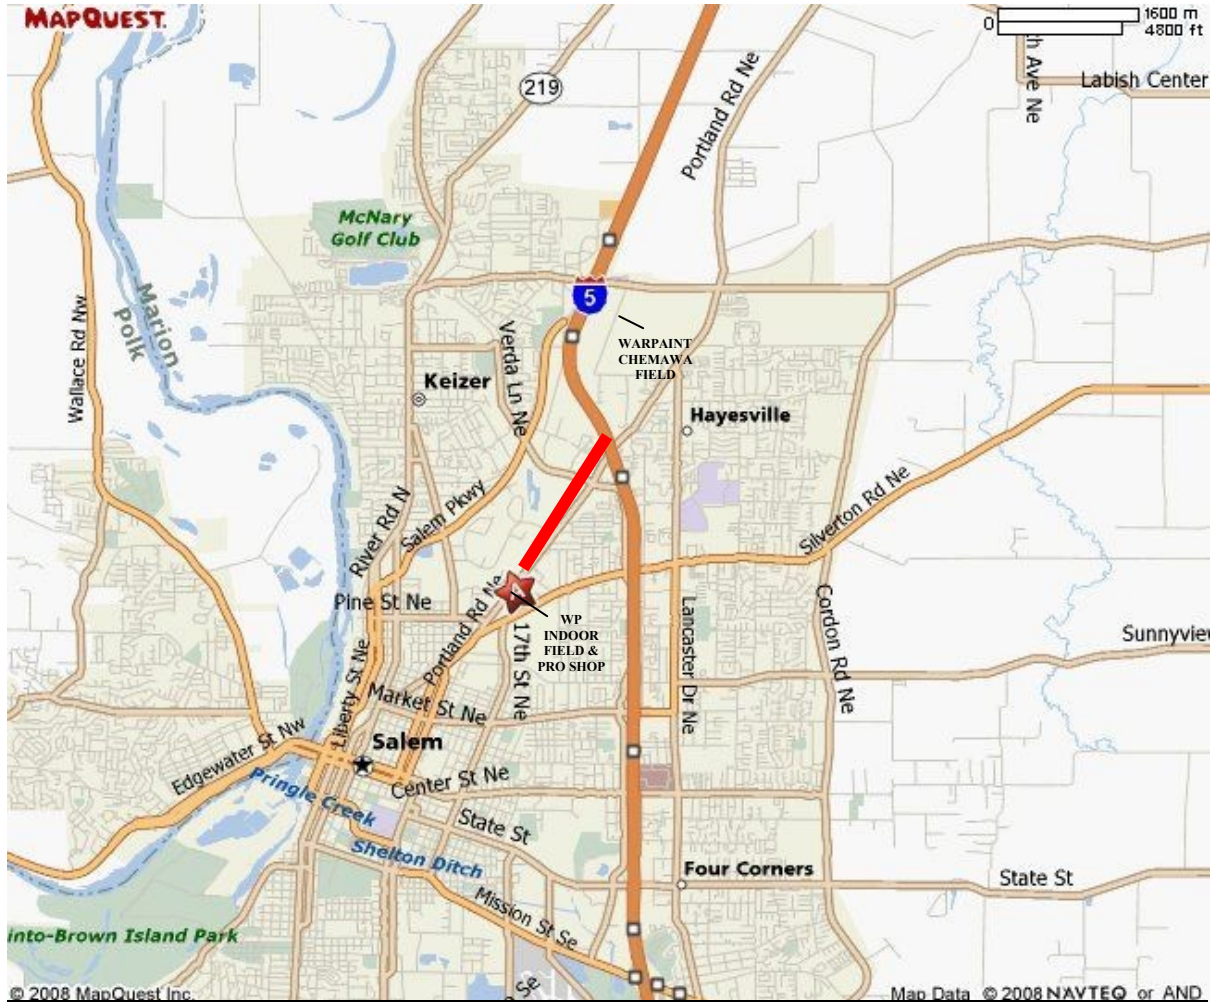 MAPQUEST.
1600 m
0
4800 ft
th Ave Ne
Labish Center
219
Portland Rd Ne
McNary
Golf Club
Marion
Polk
5
Wallace Rd Nw
WARPAINT
CHEMAWA
FIELD
Verda Ln Ne
Keizer
Hayesville
River Rd N
Salem Pkwy
Silverton Rd Ne
Pine St Ne
Portland Rd Ne
WP
INDOOR
FIELD &
PRO SHOP
17th St Ne
Lancaster Dr Ne
Cordon Rd Ne
Sunnyview
Liberty St Ne
Market St Ne
Salem
Edgewater St Nw
Center St Ne
Pringle Creek
State St
Shelton Ditch
Four Corners
State St
Mission St Se
into-Brown Island Park
Se
© 2008 MapQuest Inc.
Map Data © 2008 NAVTEQ or AND